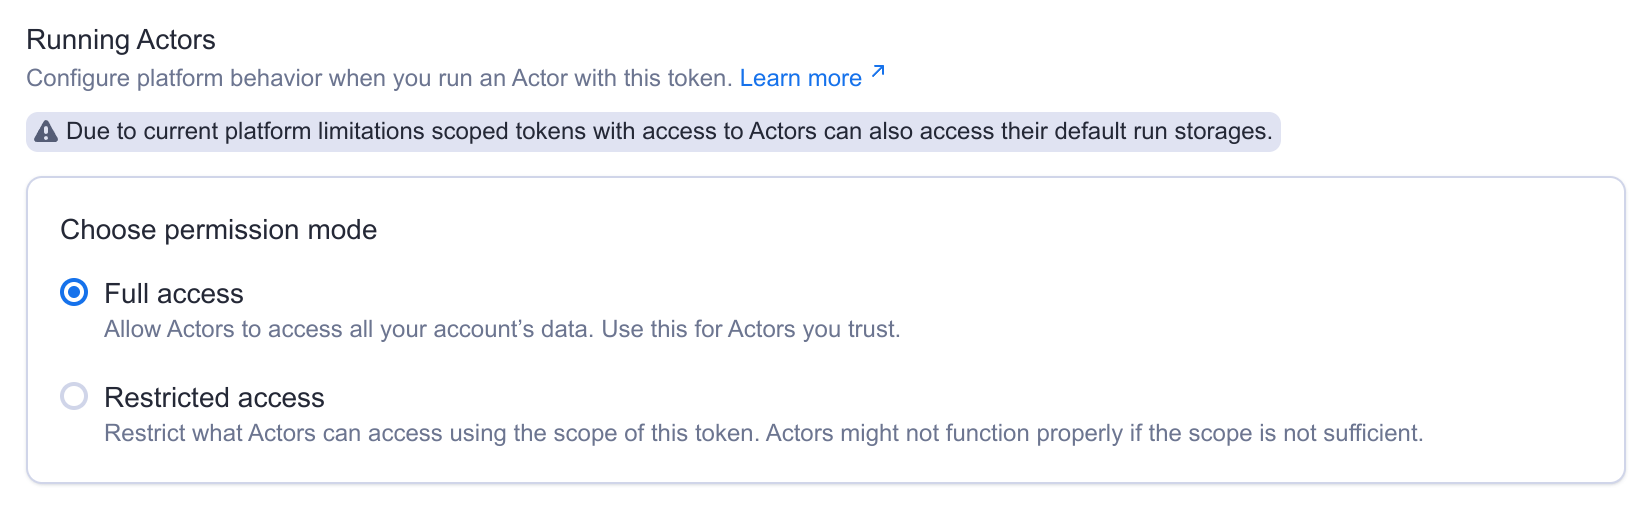 Running Actors
Configure platform behavior when you run an Actor with this token. Learn more
Due to current platform limitations scoped tokens with access to Actors can also access their default run storages.
Choose permission mode
Full access
Allow Actors to access all your account’s data. Use this for Actors you trust.
Restricted access
Restrict what Actors can access using the scope of this token. Actors might not function properly if the scope is not sufficient.